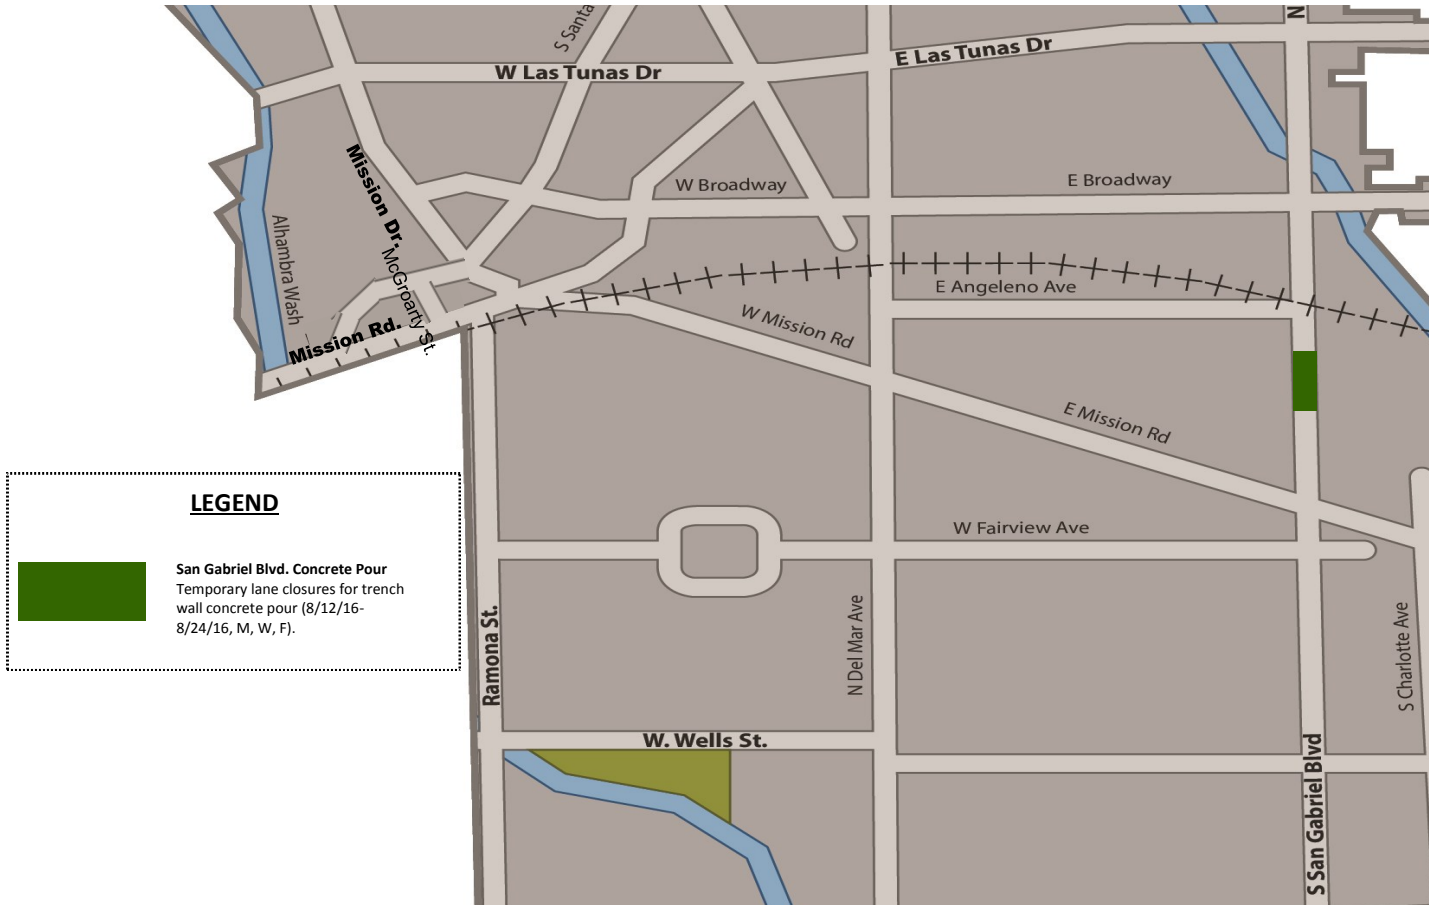 S Santa
N
W Las Tunas Dr
E Las Tunas Dr
Mission Dr.
W Broadway
E Broadway
Alhambra Wash
McGroarty St.
E Angeleno Ave
Mission Rd.
W Mission Rd
E Mission Rd
W Fairview Ave
LEGEND
San Gabriel Blvd. Concrete Pour
Temporary lane closures for trench
wall concrete pour (8/12/16-
8/24/16, M, W, F).
Ramona St.
N Del Mar Ave
S Charlotte Ave
W. Wells St.
S San Gabriel Blvd